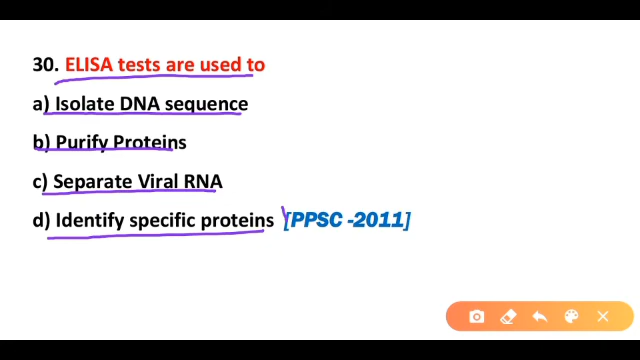 30. ELISA tests are used to
a) Isolate DNA sequence
b) Purify Proteins
c) Separate Viral RNA
d) Identify specific proteins [PPSC -2011]